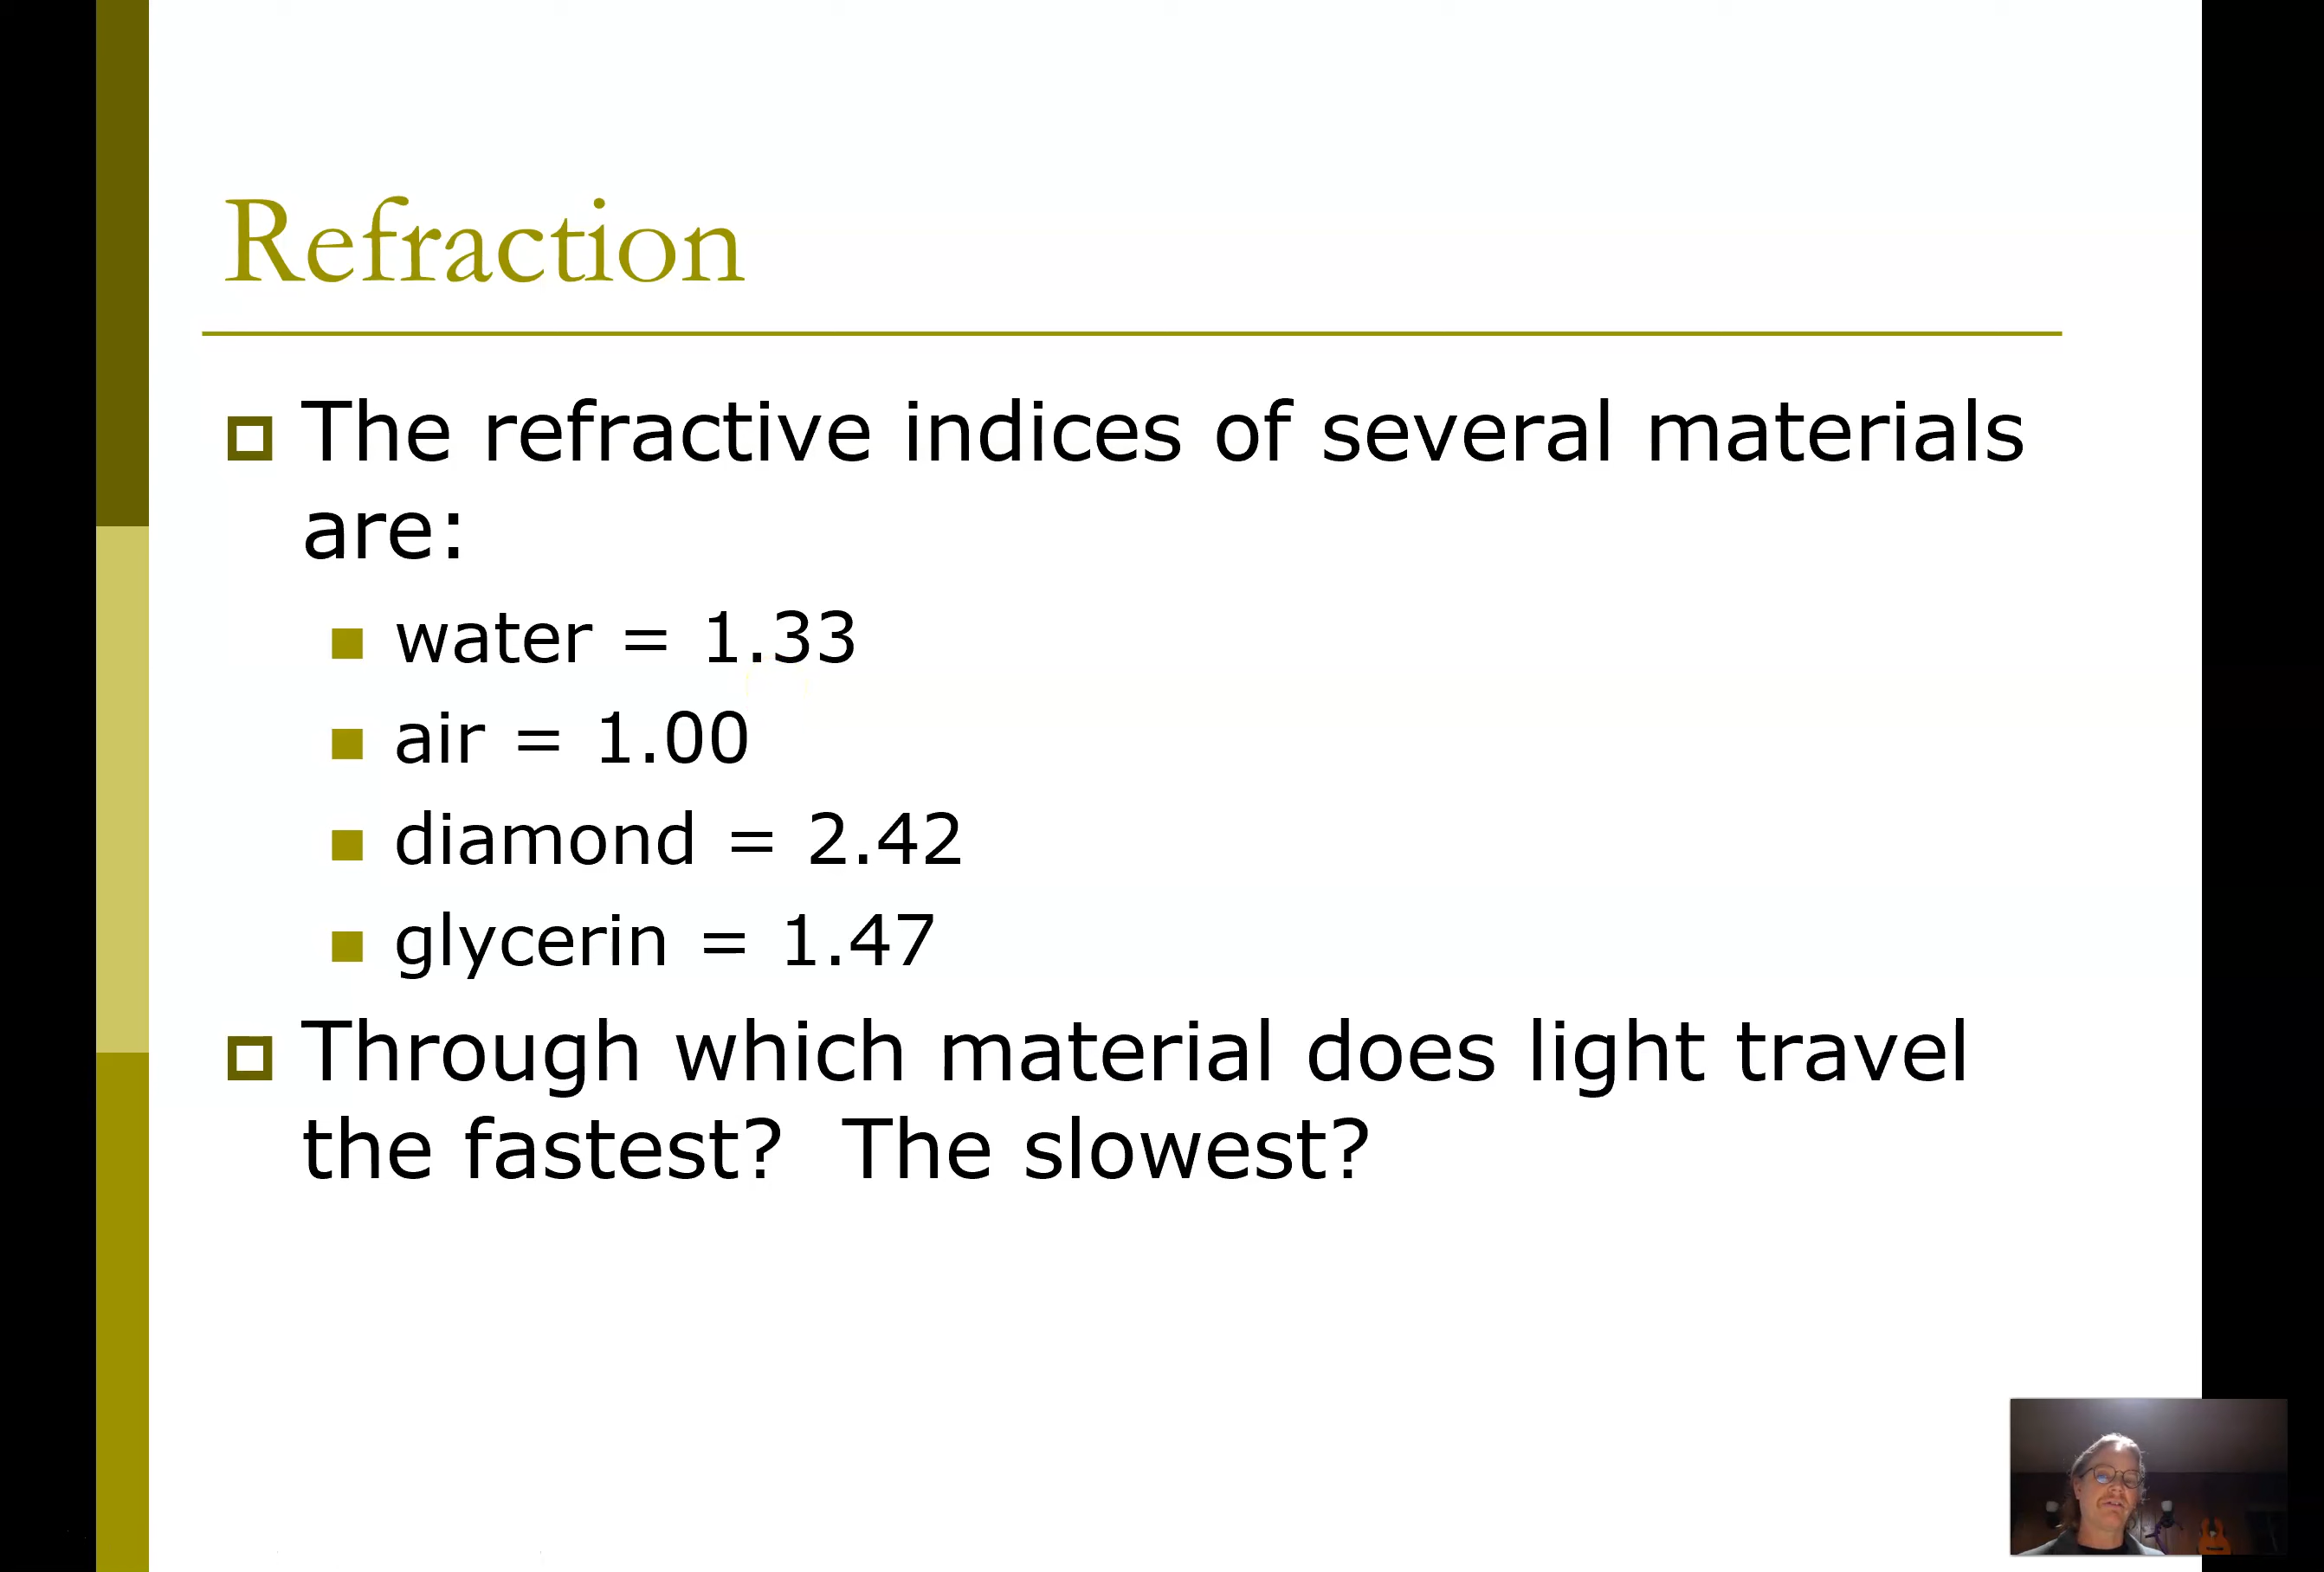 Refraction
The refractive indices of several materials
are:
water = 1.33
air = 1.00
diamond = 2.42
glycerin = 1.47
Through which material does light travel
the fastest?  The slowest?